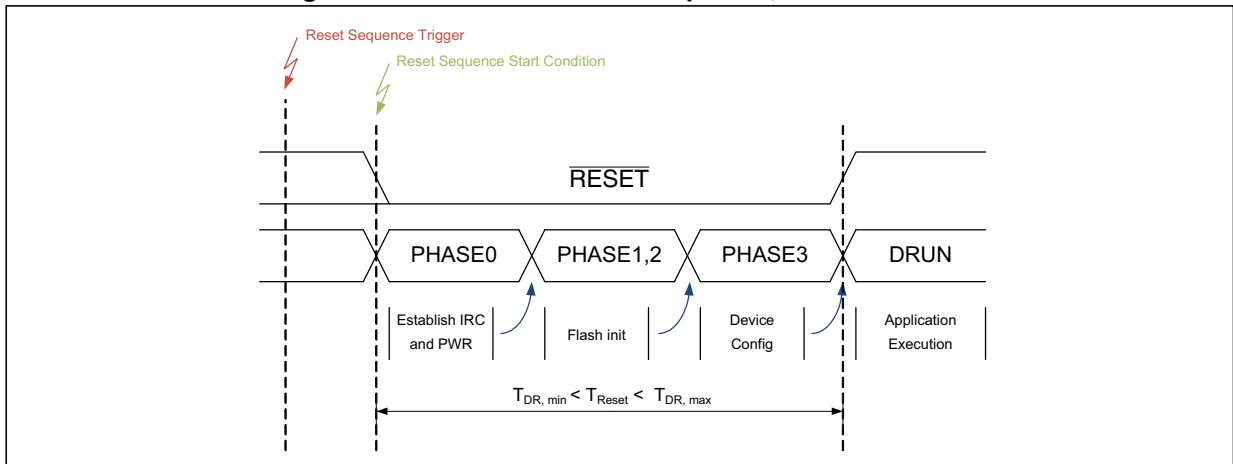 Reset Sequence Trigger
Reset Sequence Start Condition
RESET
PHASE0 PHASE1,2 PHASE3 DRUN
Establish IRC and PWR
Flash init
Device Config
Application Execution
TDR, min < TReset < TDR, max